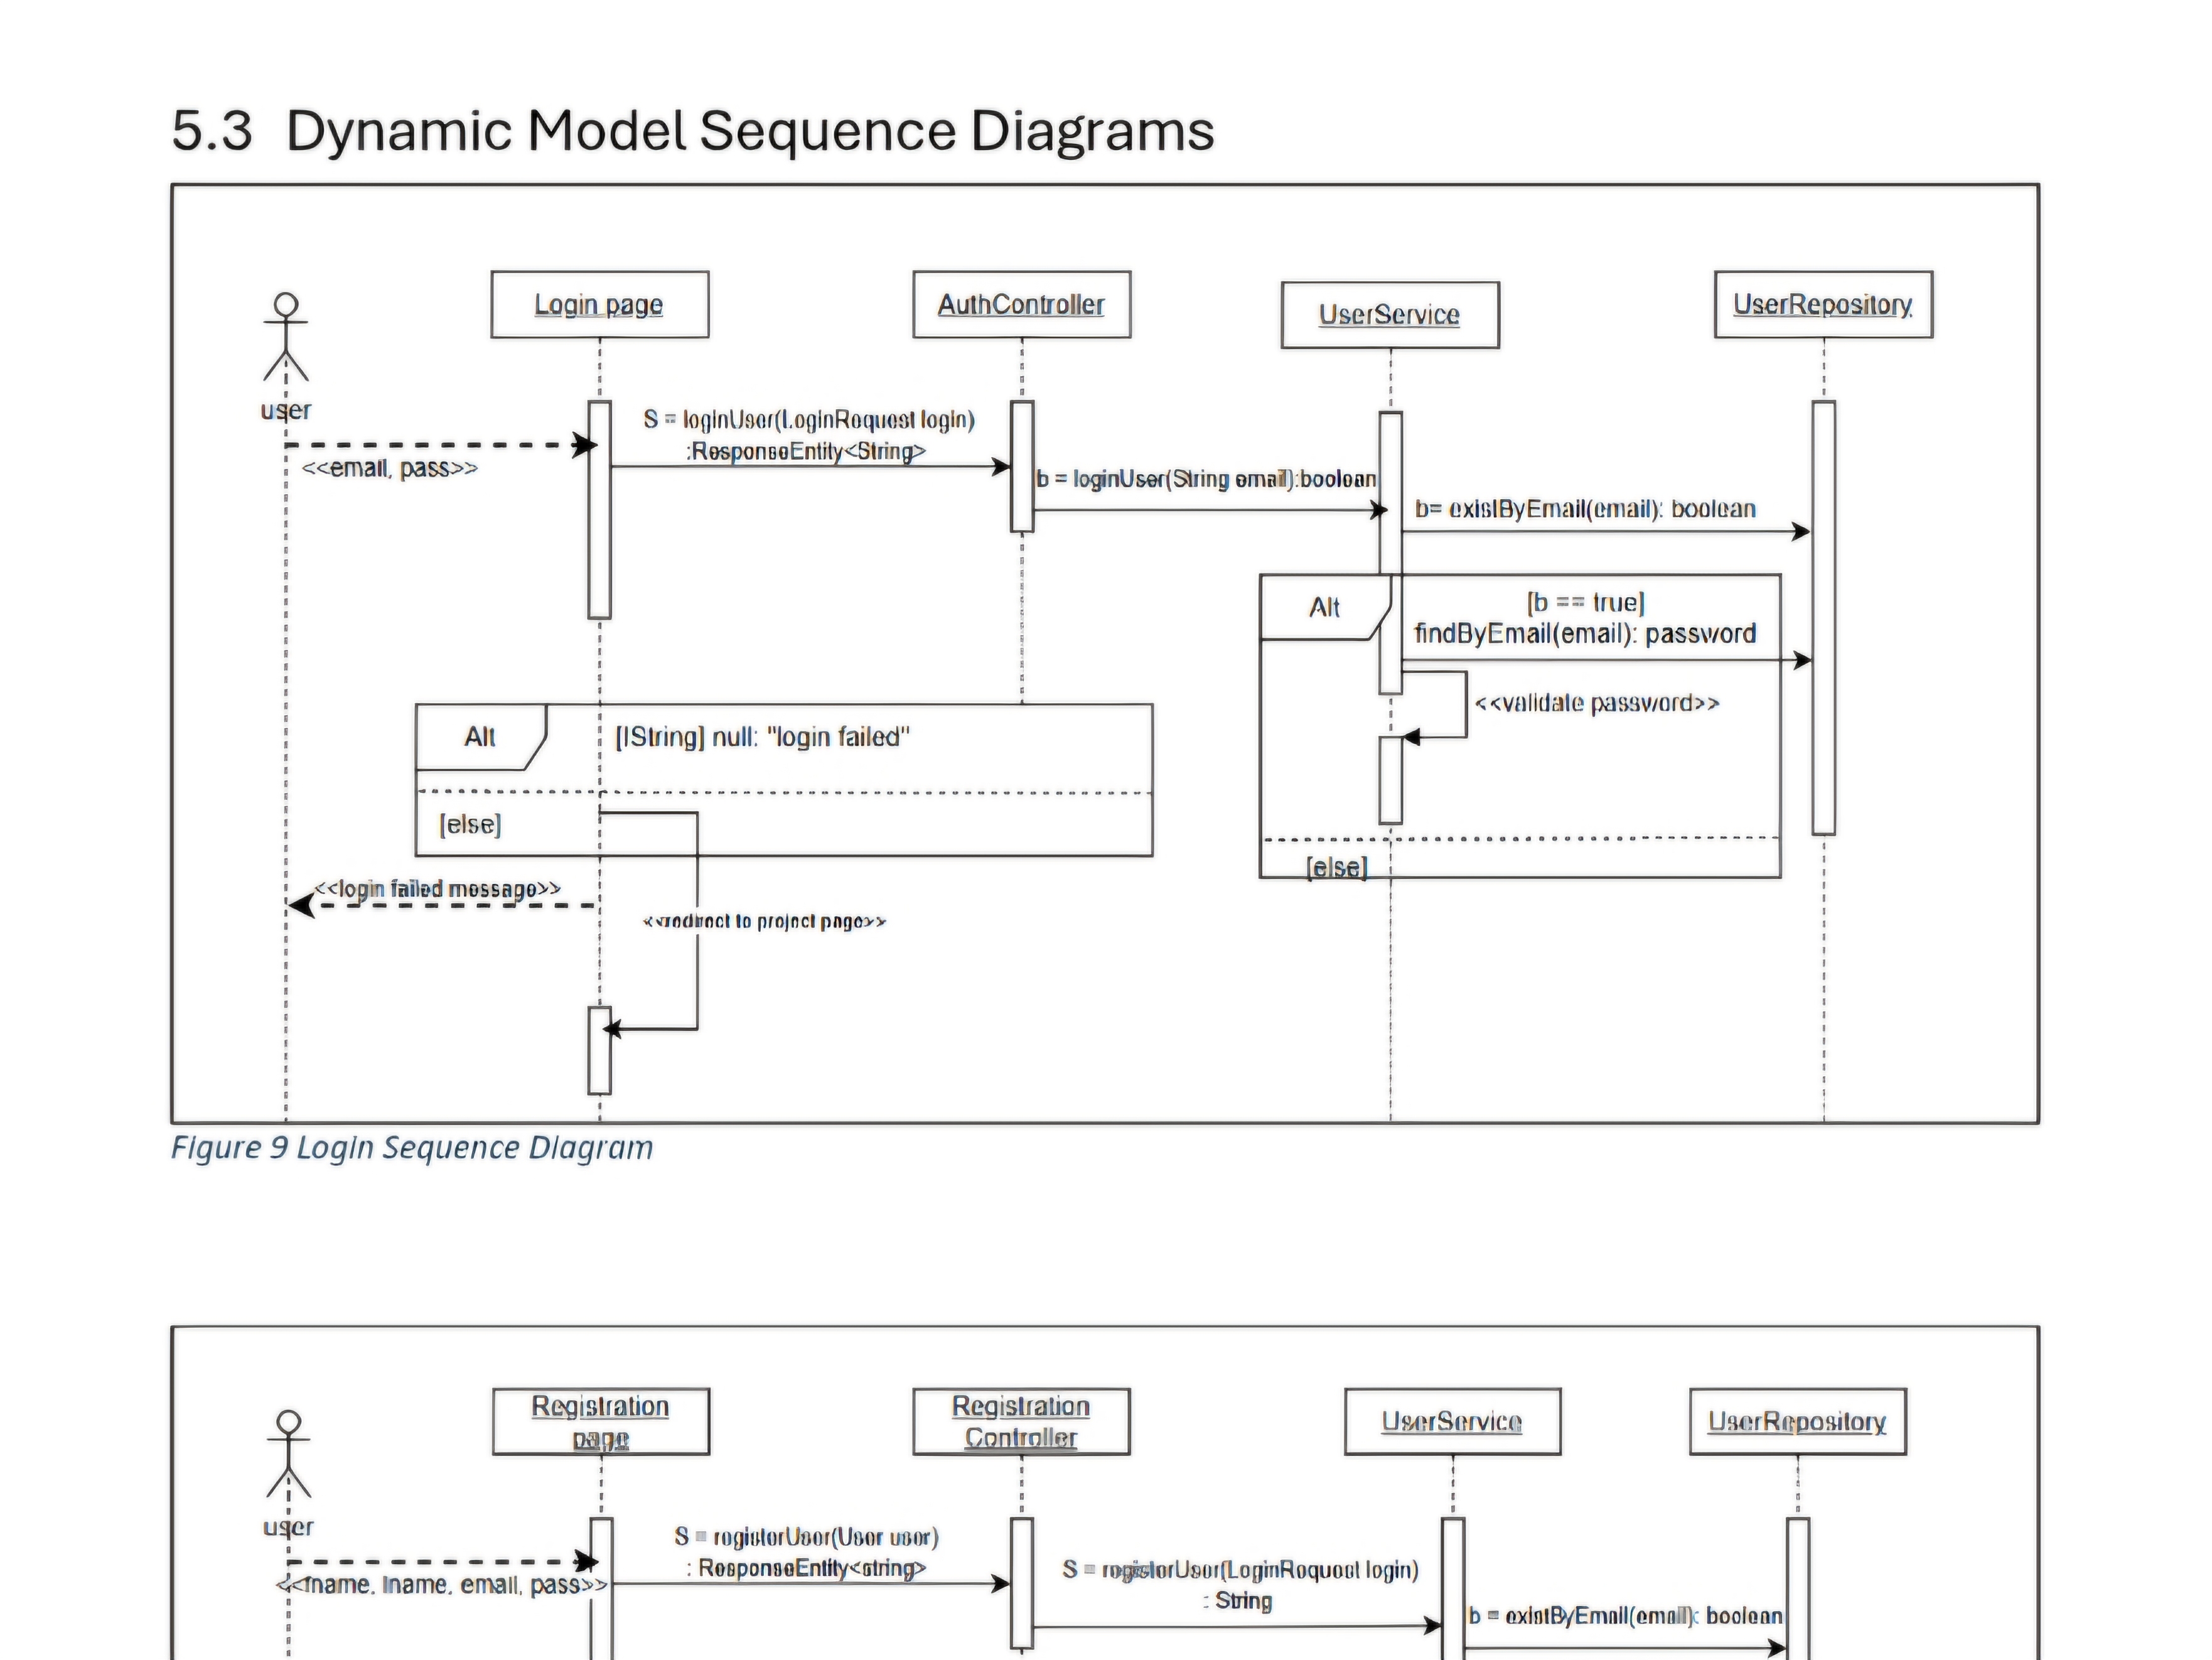 5.3 Dynamic Model Sequence Diagrams
Login page
AuthController
UserService
UserRepository
user
<<email, pass>>
S = loginUser(LoginRequest login)
:ResponseEntity<String>
b = loginUser(String email):boolean
b= existByEmail(email): boolean
Alt
[b == true]
findByEmail(email): password
<<validate password>>
[else]
Alt
[!String] null: "login failed"
[else]
<<login failed message>>
<<redirect to project page>>
Figure 9 Login Sequence Diagram
Registration
page
Registration
Controller
UserService
UserRepository
user
<<fname, lname, email, pass>>
S = registerUser(User user)
: ResponseEntity<string>
S = registerUser(LoginRequest login)
: String
b = existByEmail(email): boolean